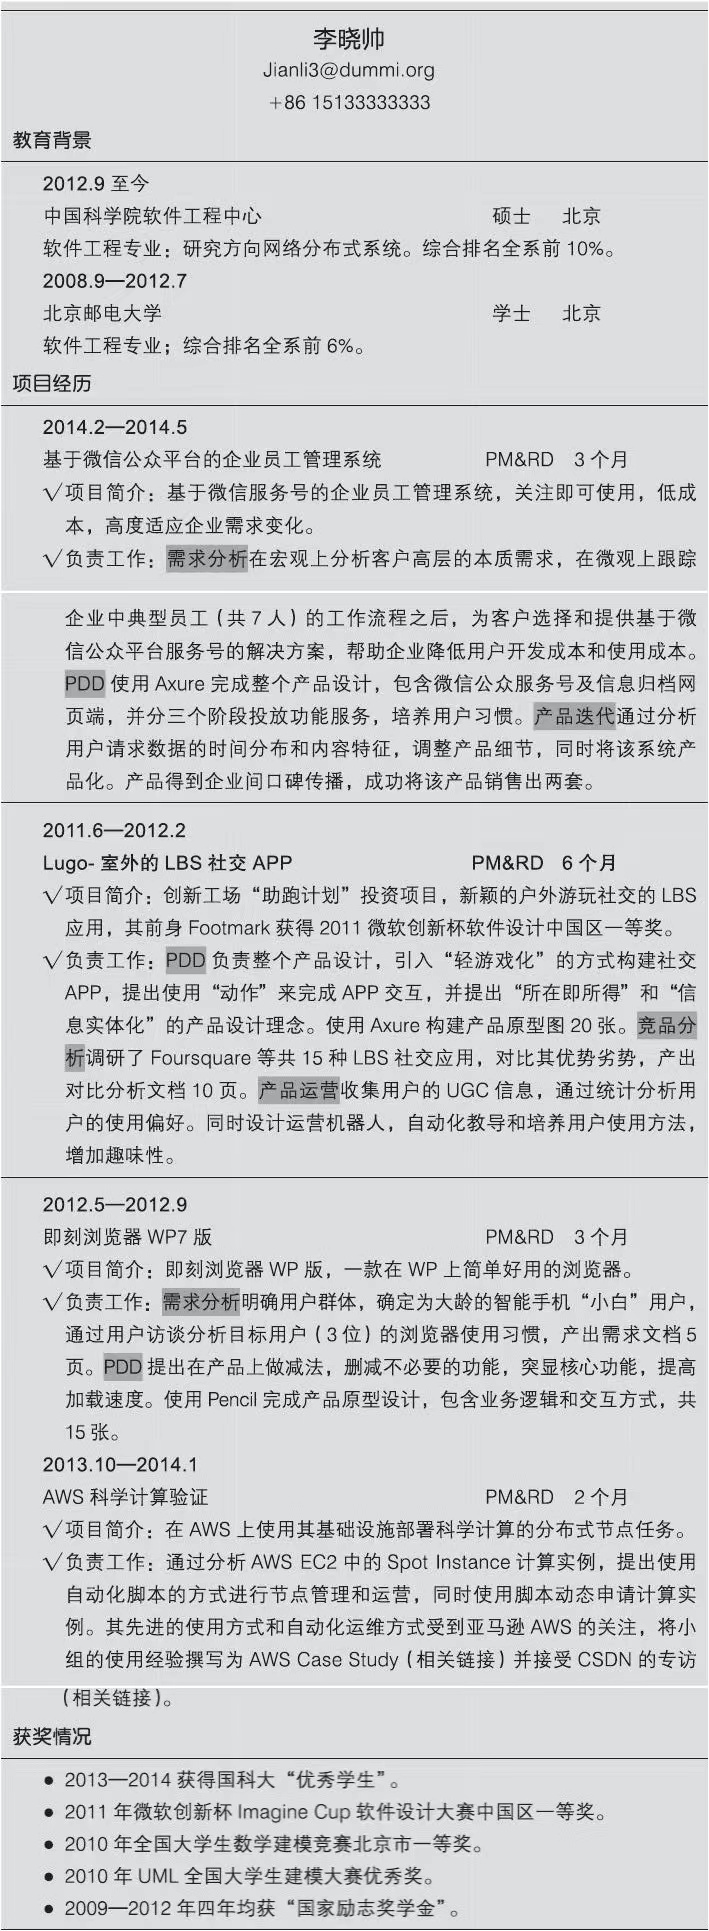 李晓帅
Jianli3@dummi.org
+86 15133333333
教育背景
2012.9 至今
中国科学院软件工程中心 硕士 北京
软件工程专业；研究方向网络分布式系统。综合排名全系前 10%。
2008.9—2012.7
北京邮电大学 学士 北京
软件工程专业；综合排名全系前 6%。
项目经历
2014.2—2014.5
基于微信公众平台的企业员工管理系统 PM&RD 3 个月
√项目简介：基于微信服务号的企业员工管理系统，关注即可使用，低成
本，高度适应企业需求变化。
√负责工作：需求分析在宏观上分析客户高层的本质需求，在微观上跟踪
企业中典型员工（共 7 人）的工作流程之后，为客户选择和提供基于微
信公众平台服务号的解决方案，帮助企业降低用户开发成本和使用成本。
PDD 使用 Axure 完成整个产品设计，包含微信公众服务号及信息归档网
页端，并分三个阶段投放功能服务，培养用户习惯。产品迭代通过分析
用户请求数据的时间分布和内容特征，调整产品细节，同时将该系统产
品化。产品得到企业间口碑传播，成功将该产品销售出两套。
2011.6—2012.2
Lugo- 室外的 LBS 社交 APP PM&RD 6 个月
√项目简介：创新工场“助跑计划”投资项目，新颖的户外游玩社交的 LBS
应用，其前身 Footmark 获得 2011 微软创新杯软件设计中国区一等奖。
√负责工作：PDD 负责整个产品设计，引入“轻游戏化”的方式构建社交
APP，提出使用“动作”来完成 APP 交互，并提出“所在即所得”和“信
息实体化”的产品设计理念。使用 Axure 构建产品原型图 20 张。竞品分
析调研了 Foursquare 等共 15 种 LBS 社交应用，对比其优势劣势，产出
对比分析文档 10 页。产品运营收集用户的 UGC 信息，通过统计分析用
户的使用偏好。同时设计运营机器人，自动化教导和培养用户使用方法，
增加趣味性。
2012.5—2012.9
即刻浏览器 WP7 版 PM&RD 3 个月
√项目简介：即刻浏览器 WP 版，一款在 WP 上简单好用的浏览器。
√负责工作：需求分析明确用户群体，确定为大龄的智能手机“小白”用户，
通过用户访谈分析目标用户（3 位）的浏览器使用习惯，产出需求文档 5
页。PDD 提出在产品上做减法，删减不必要的功能，突显核心功能，提高
加载速度。使用 Pencil 完成产品原型设计，包含业务逻辑和交互方式，共
15 张。
2013.10—2014.1
AWS 科学计算验证 PM&RD 2 个月
√项目简介：在 AWS 上使用其基础设施部署科学计算的分布式节点任务。
√负责工作：通过分析 AWS EC2 中的 Spot Instance 计算实例，提出使用
自动化脚本的方式进行节点管理和运营，同时使用脚本动态申请计算实
例。其先进的使用方式和自动化运维方式受到亚马逊 AWS 的关注，将小
组的使用经验撰写为 AWS Case Study（相关链接）并接受 CSDN 的专访
（相关链接）。
获奖情况
● 2013—2014 获得国科大“优秀学生”。
● 2011 年微软创新杯 Imagine Cup 软件设计大赛中国区一等奖。
● 2010 年全国大学生数学建模竞赛北京市一等奖。
● 2010 年 UML 全国大学生建模大赛优秀奖。
● 2009—2012 年四年均获“国家励志奖学金”。